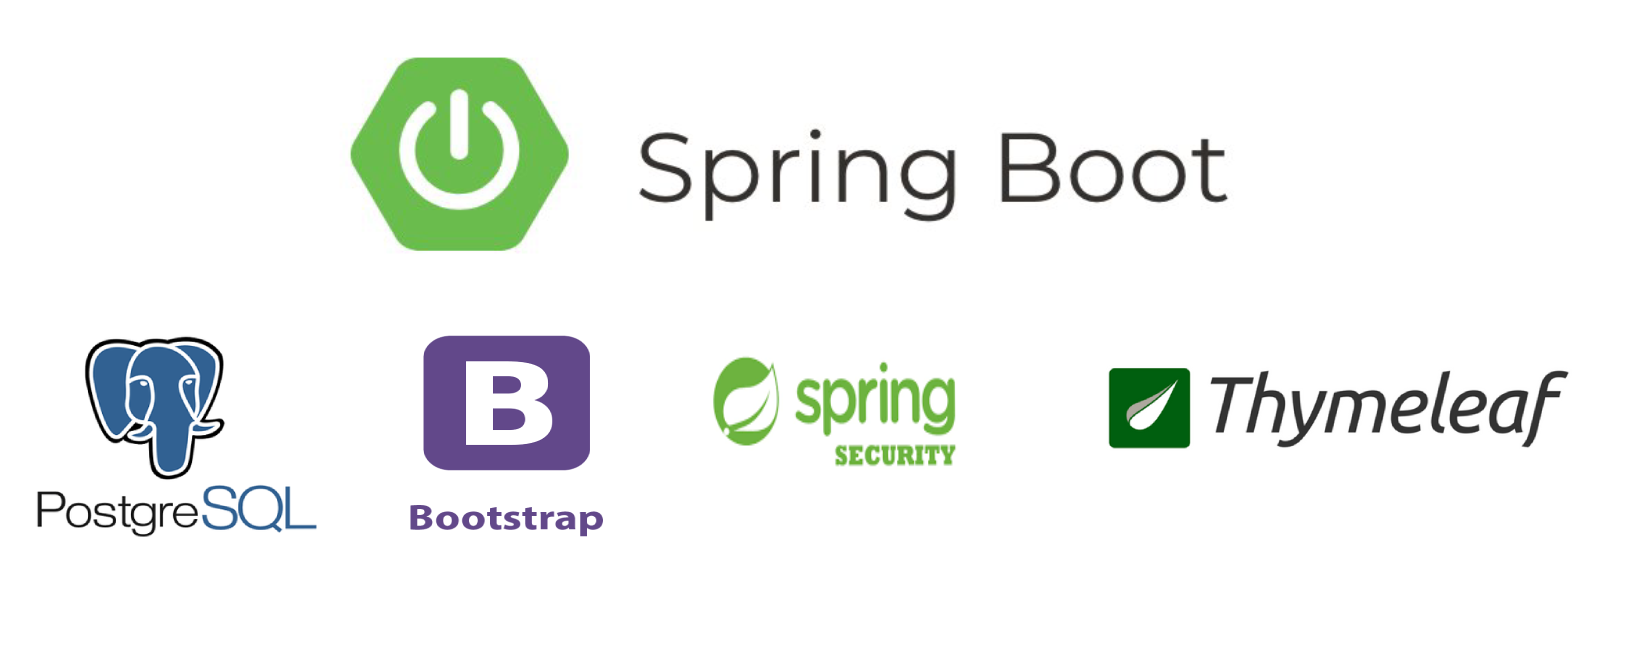 Spring Boot
PostgreSQL
B
Bootstrap
spring
SECURITY
Thymeleaf